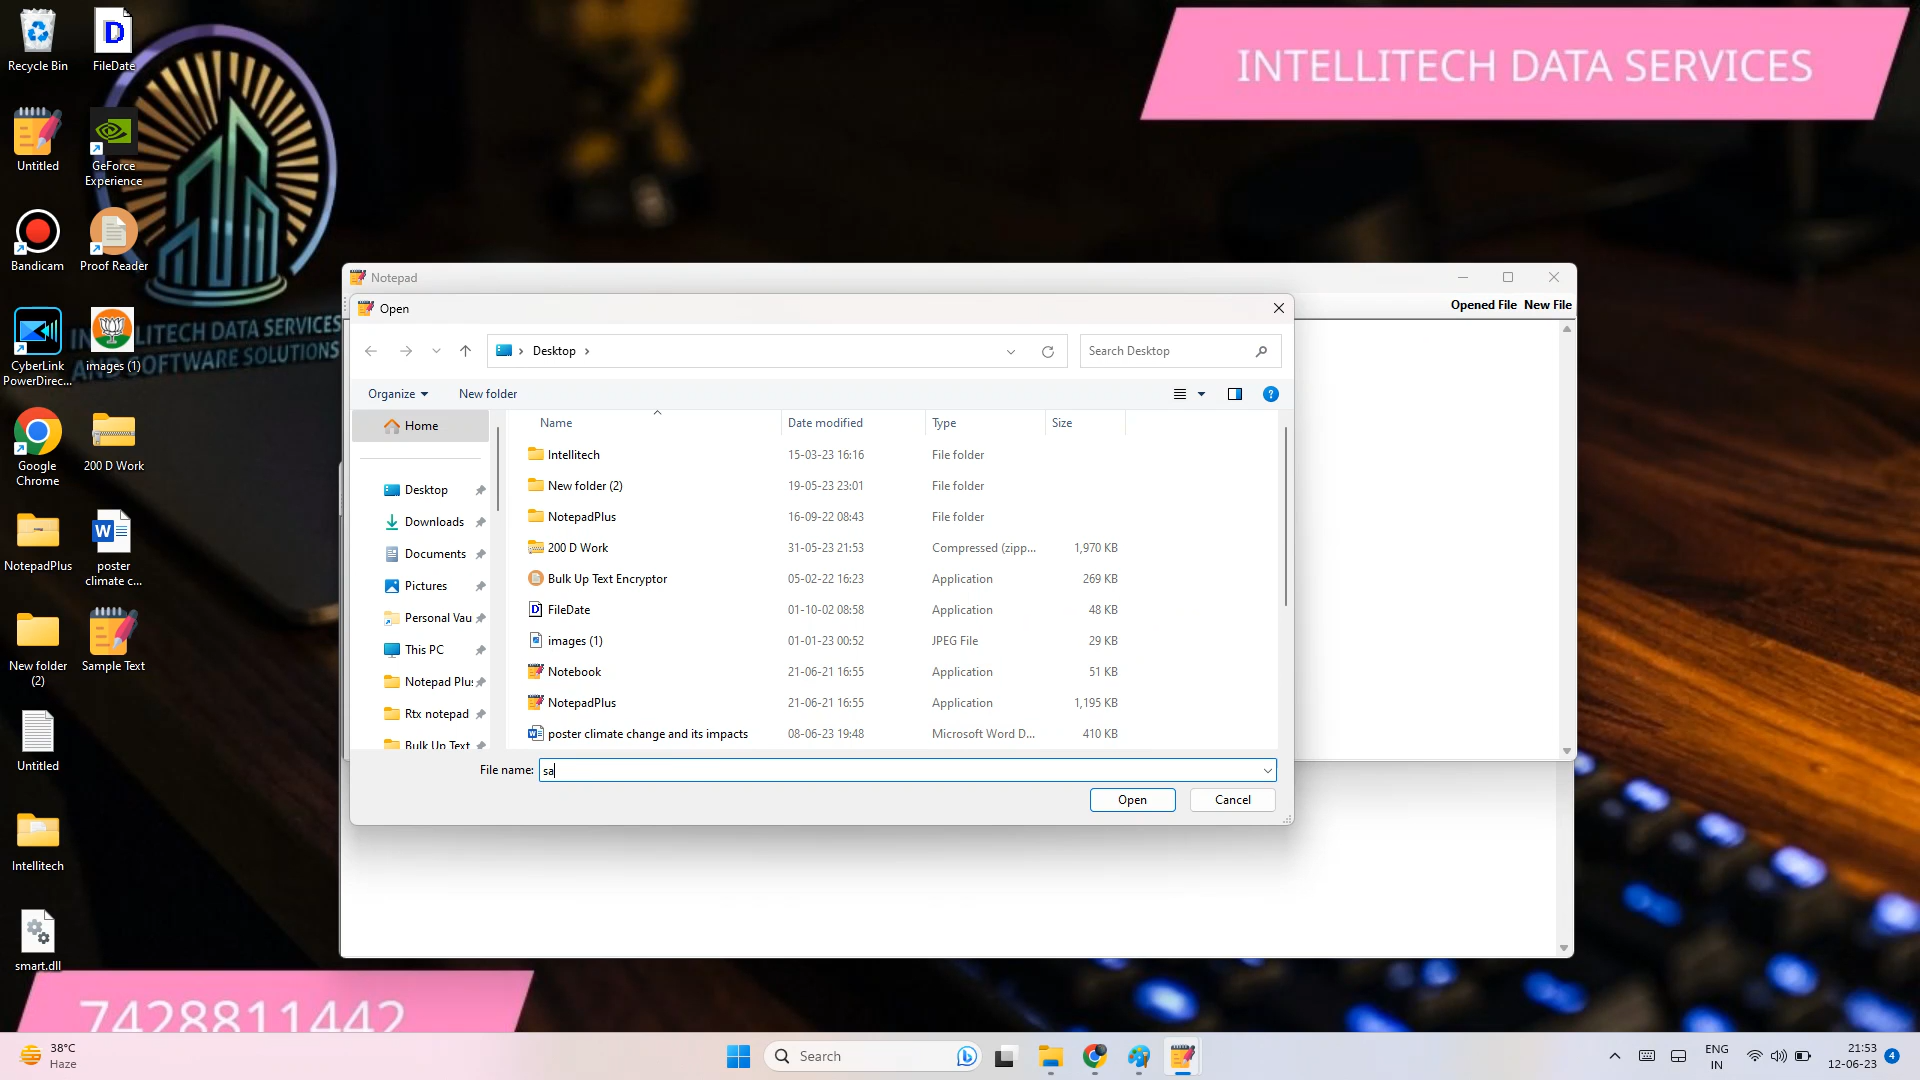 INTELLITECH DATA SERVICES
Recycle Bin
FileDate
Untitled
GeForce
Experience
Bandicam
Proof Reader
INTELLITECH DATA SERVICES
AND SOFTWARE SOLUTIONS
CyberLink
PowerDirec...
images (1)
Google
Chrome
200 D Work
NotepadPlus
poster
climate c...
New folder
(2)
Sample Text
Untitled
Intellitech
smart.dll
7428811442
Notepad
Opened File New File
Open
Desktop
Search Desktop
Organize
New folder
Home
Desktop
Downloads
Documents
Pictures
Personal Vau
This PC
Notepad Plu
Rtx notepad
Bulk Up Text
Name Date modified Type Size
Intellitech 15-03-23 16:16 File folder
New folder (2) 19-05-23 23:01 File folder
NotepadPlus 16-09-22 08:43 File folder
200 D Work 31-05-23 21:53 Compressed (zipp... 1,970 KB
Bulk Up Text Encryptor 05-02-22 16:23 Application 269 KB
FileDate 01-10-02 08:58 Application 48 KB
images (1) 01-01-23 00:52 JPEG File 29 KB
Notebook 21-06-21 16:55 Application 51 KB
NotepadPlus 21-06-21 16:55 Application 1,195 KB
poster climate change and its impacts 08-06-23 19:48 Microsoft Word D... 410 KB
File name: sa
Open Cancel
38°C
Haze
Search
ENG
IN
21:53
12-06-23
4